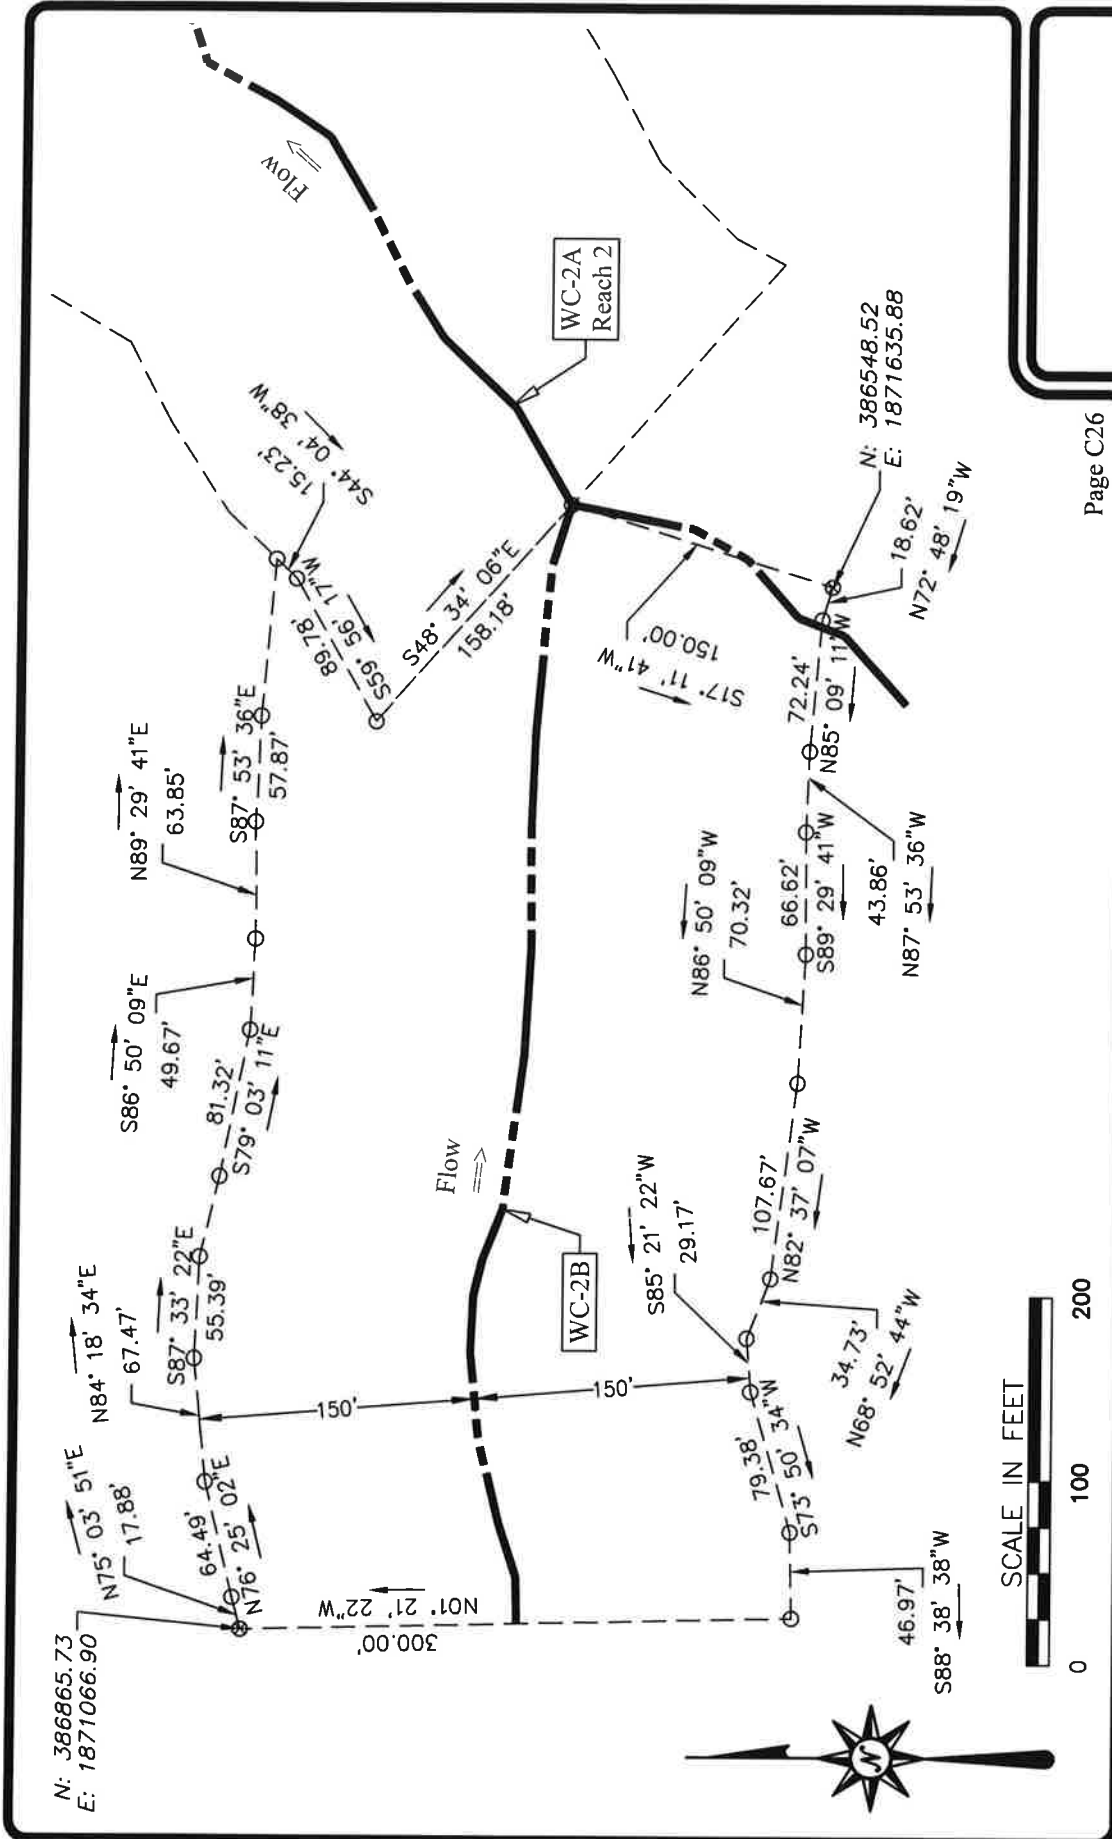 N: 386865.73
E: 1871066.90
N75° 03' 51"E
17.88'
64.49'
N76° 25' 02"E
N84° 18' 34"E
67.47'
S87° 33' 22"E
55.39'
81.32'
S79° 03' 11"E
S86° 50' 09"E
49.67'
N89° 29' 41"E
63.85'
S87° 53' 36"E
57.87'
S44° 04' 38"W
15.23'
89.78'
S59° 56' 17"W
S48° 34' 06"E
158.18'
Flow
WC-2A
Reach 2
S17° 11' 41"W
150.00'
N: 386548.52
E: 1871635.88
18.62'
N72° 48' 19"W
72.24'
N85° 09' 11"W
43.86'
N87° 53' 36"W
66.62'
S89° 29' 41"W
N86° 50' 09"W
70.32'
107.67'
N82° 37' 07"W
34.73'
N68° 52' 44"W
S85° 21' 22"W
29.17'
79.38'
S73° 50' 34"W
46.97'
S88° 38' 38"W
N01° 21' 22"W
300.00'
150'
150'
Flow
WC-2B
N
SCALE IN FEET
0 100 200
Page C26